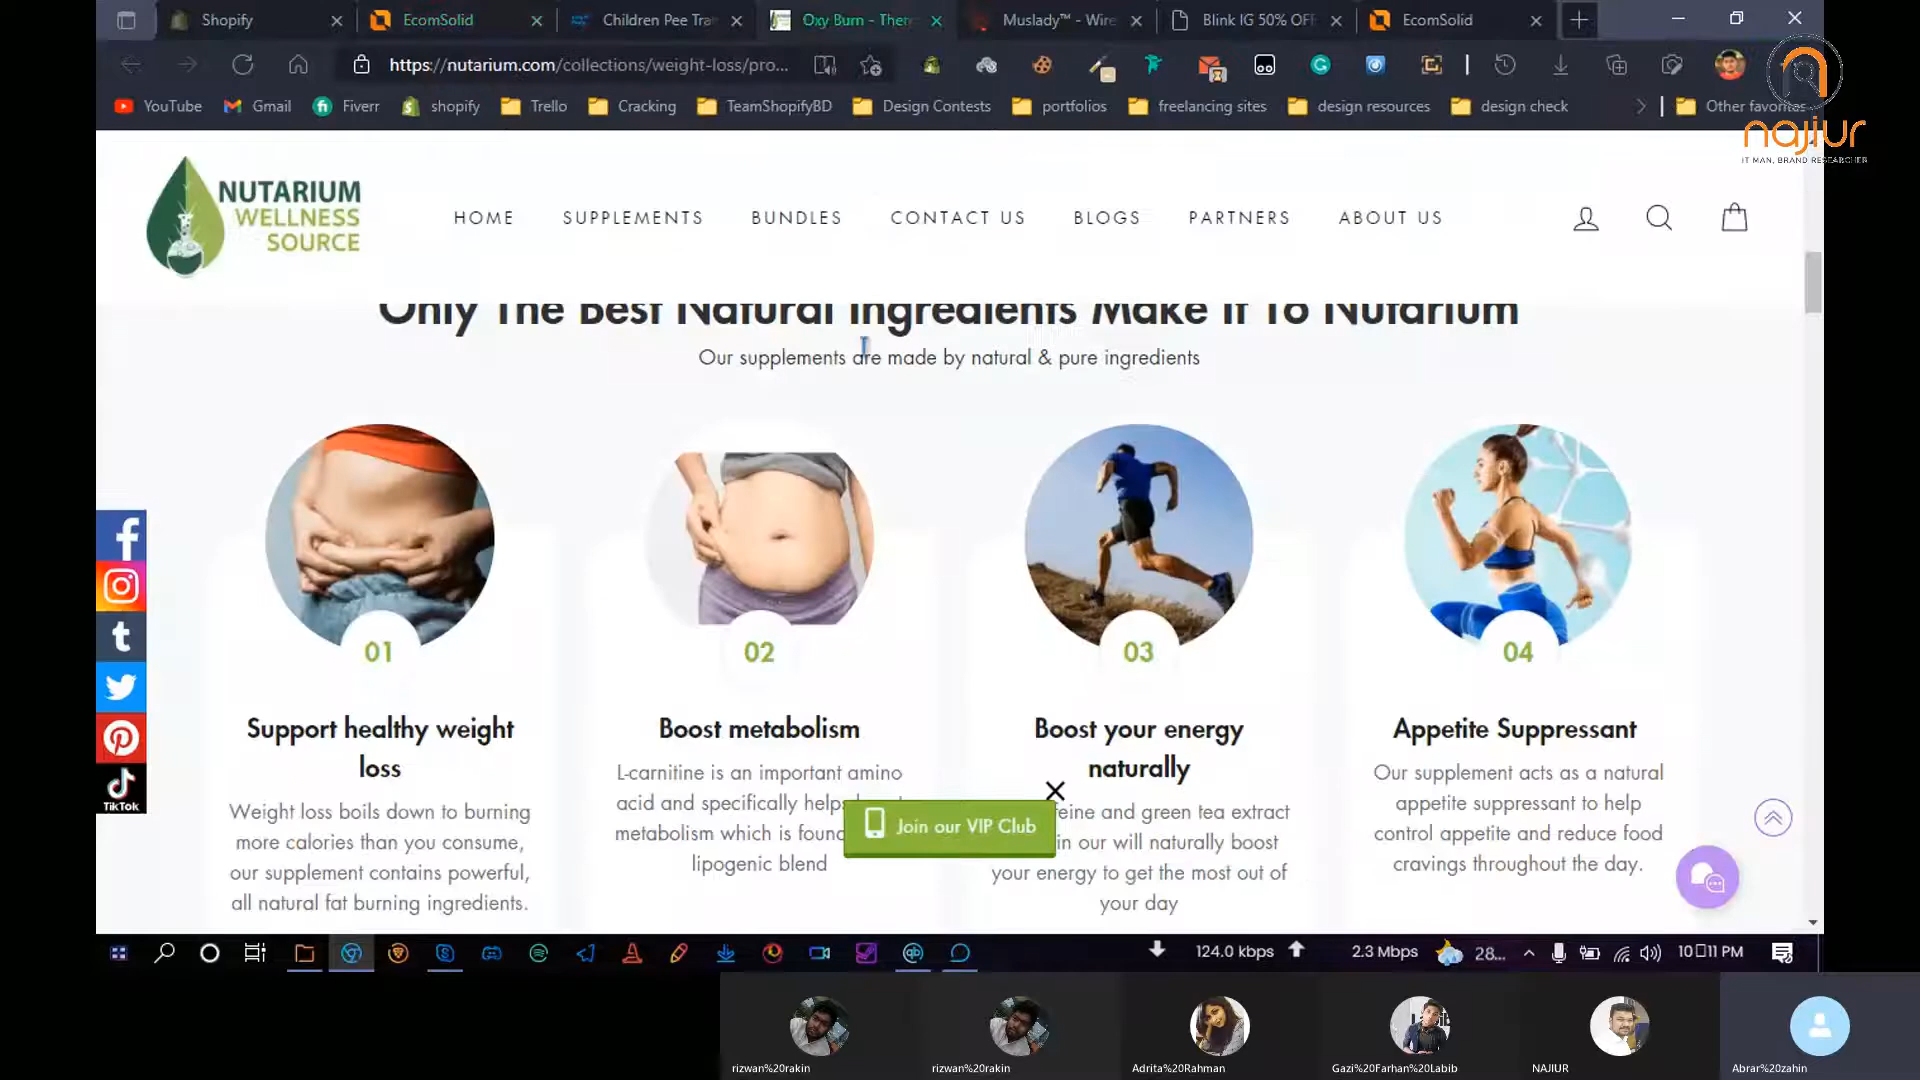 Shopify
EcomSolid
Children Pee Trai
Oxy Burn - Ther
Muslady™ - Wire
Blink IG 50% OFF
EcomSolid
https://nutarium.com/collections/weight-loss/pro...
YouTube
Gmail
Fiverr
shopify
Trello
Cracking
TeamShopifyBD
Design Contests
portfolios
freelancing sites
design resources
design check
Other favorites
najiur
IT MAN, BRAND RESEARCHER
NUTARIUM
WELLNESS
SOURCE
HOME
SUPPLEMENTS
BUNDLES
CONTACT US
BLOGS
PARTNERS
ABOUT US
Only The Best Natural Ingredients Make It To Nutarium
Our supplements are made by natural & pure ingredients
TikTok
01
Support healthy weight
loss
Weight loss boils down to burning
more calories than you consume,
our supplement contains powerful,
all natural fat burning ingredients.
02
Boost metabolism
L-carnitine is an important amino
acid and specifically helps
metabolism which is foun
lipogenic blend
03
Boost your energy
naturally
eine and green tea extract
in our will naturally boost
your energy to get the most out of
your day
04
Appetite Suppressant
Our supplement acts as a natural
appetite suppressant to help
control appetite and reduce food
cravings throughout the day.
Join our VIP Club
124.0 kbps
2.3 Mbps
28...
10▯11 PM
rizwan%20rakin
rizwan%20rakin
Adrita%20Rahman
Gazi%20Farhan%20Labib
NAJIUR
Abrar%20zahin